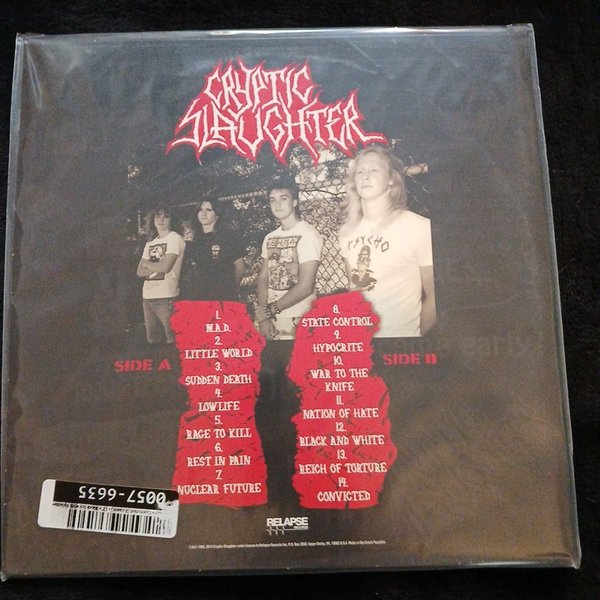 CRYPTIC
SLAUGHTER
PSYCHO
SIDE A
1.
M.A.D.
2.
LITTLE WORLD
3.
SUDDEN DEATH
4.
LOWLIFE
5.
RAGE TO KILL
6.
REST IN PAIN
7.
NUCLEAR FUTURE
SIDE B
8.
STATE CONTROL
9.
HYPOCRITE
10.
WAR TO THE
KNIFE
11.
NATION OF HATE
12.
BLACK AND WHITE
13.
REICH OF TORTURE
14.
CONVICTED
0057-6635
RELAPSE
RECORDS